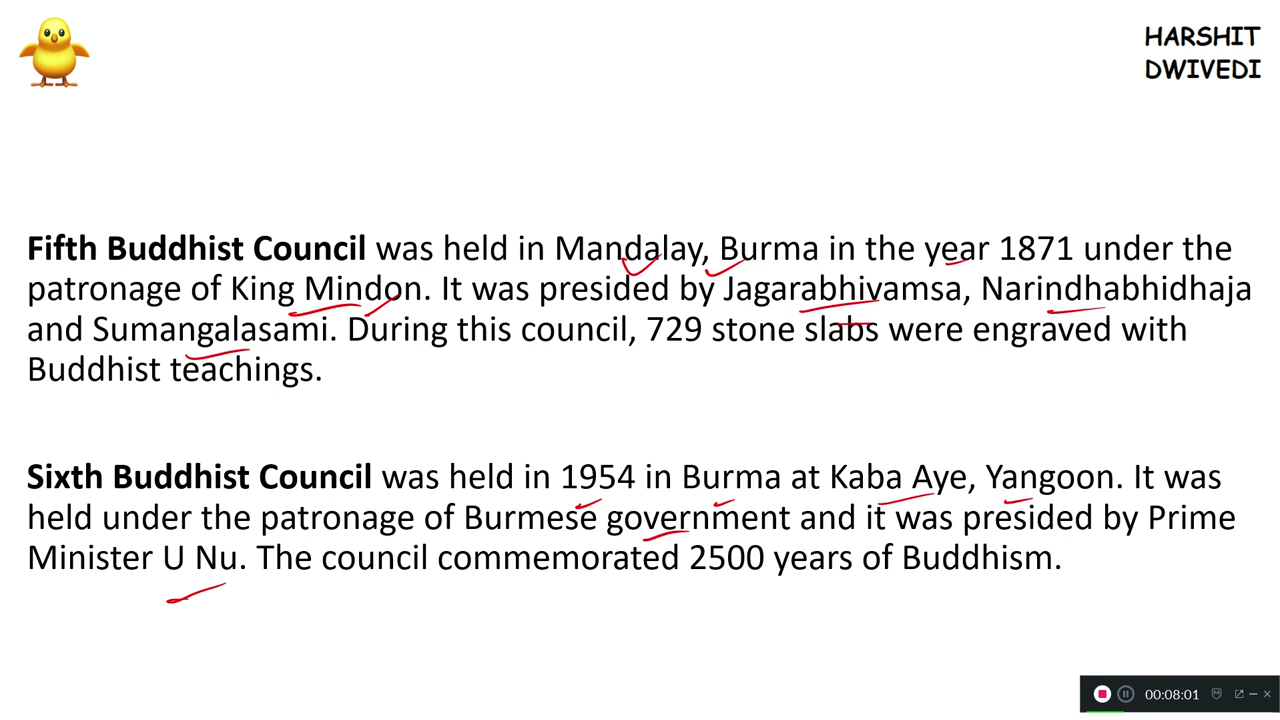 HARSHIT
DWIVEDI
Fifth Buddhist Council was held in Mandalay, Burma in the year 1871 under the
patronage of King Mindon. It was presided by Jagarabhivamsa, Narindhabhidhaja
and Sumangalasami. During this council, 729 stone slabs were engraved with
Buddhist teachings.
Sixth Buddhist Council was held in 1954 in Burma at Kaba Aye, Yangoon. It was
held under the patronage of Burmese government and it was presided by Prime
Minister U Nu. The council commemorated 2500 years of Buddhism.
00:08:01